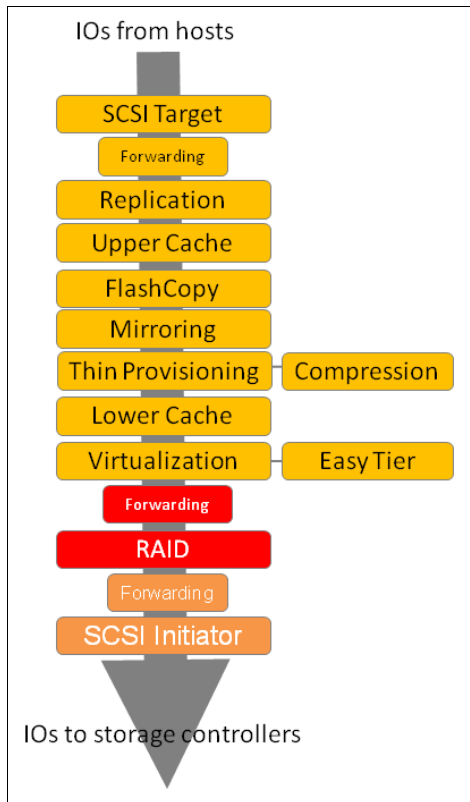 IOs from hosts
SCSI Target
Forwarding
Replication
Upper Cache
FlashCopy
Mirroring
Thin Provisioning
Compression
Lower Cache
Virtualization
Easy Tier
Forwarding
RAID
Forwarding
SCSI Initiator
IOs to storage controllers